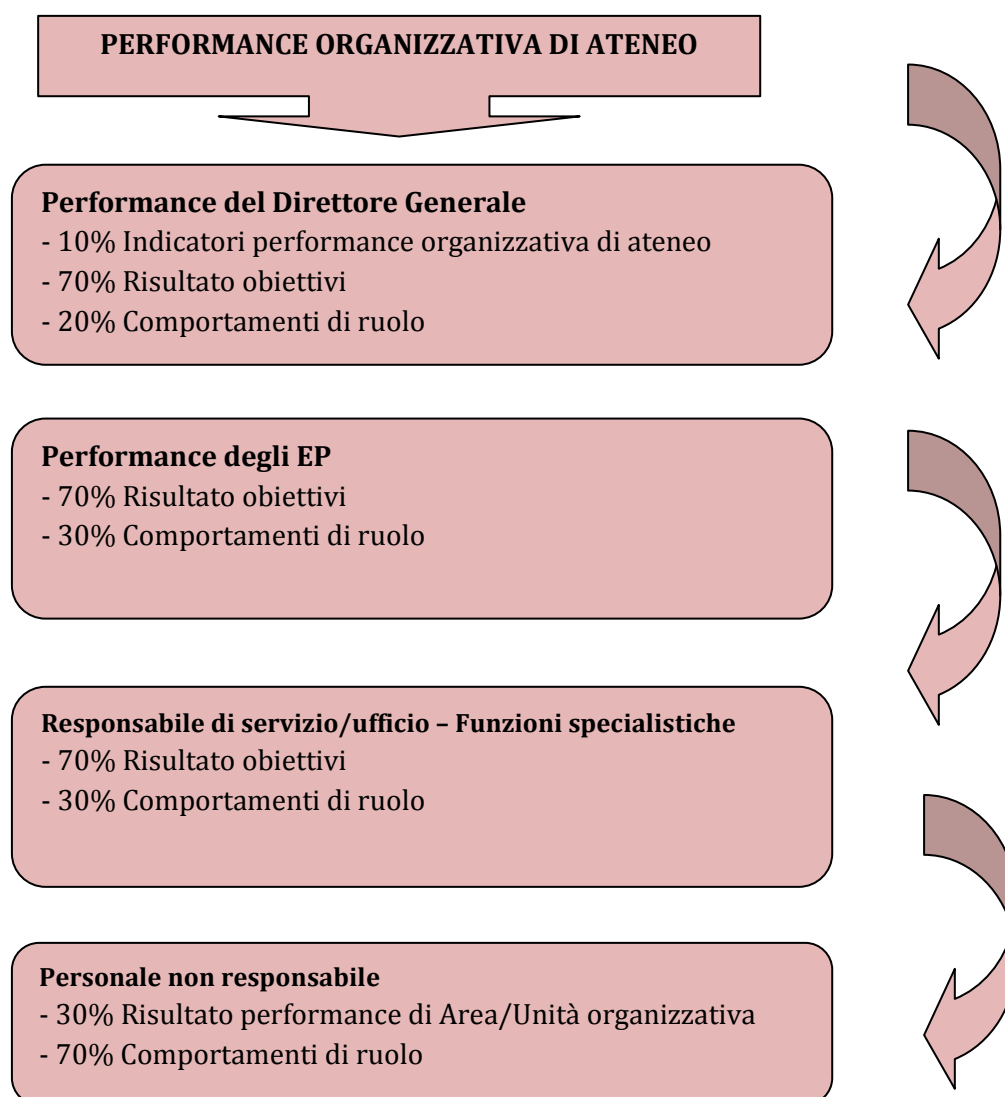 PERFORMANCE ORGANIZZATIVA DI ATENEO
Performance del Direttore Generale
- 10% Indicatori performance organizzativa di ateneo
- 70% Risultato obiettivi
- 20% Comportamenti di ruolo
Performance degli EP
- 70% Risultato obiettivi
- 30% Comportamenti di ruolo
Responsabile di servizio/ufficio – Funzioni specialistiche
- 70% Risultato obiettivi
- 30% Comportamenti di ruolo
Personale non responsabile
- 30% Risultato performance di Area/Unità organizzativa
- 70% Comportamenti di ruolo